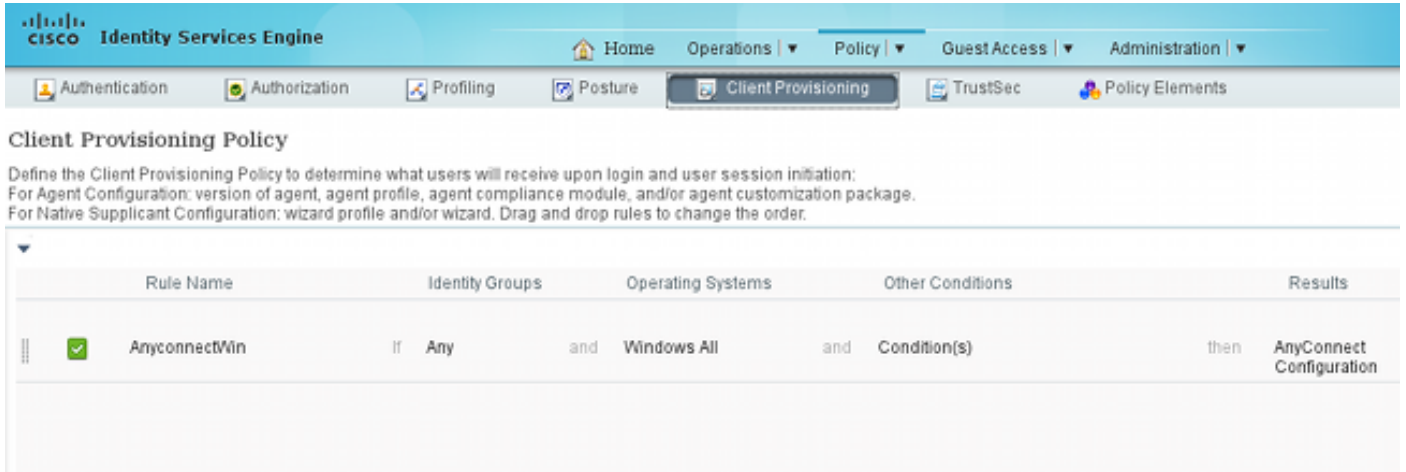 cisco Identity Services Engine
Home Operations | ▼ Policy | ▼ Guest Access | ▼ Administration | ▼
Authentication Authorization Profiling Posture Client Provisioning TrustSec Policy Elements
Client Provisioning Policy
Define the Client Provisioning Policy to determine what users will receive upon login and user session initiation:
For Agent Configuration: version of agent, agent profile, agent compliance module, and/or agent customization package.
For Native Supplicant Configuration: wizard profile and/or wizard. Drag and drop rules to change the order.
Rule Name Identity Groups Operating Systems Other Conditions Results
AnyconnectWin If Any and Windows All and Condition(s) then AnyConnect
Configuration